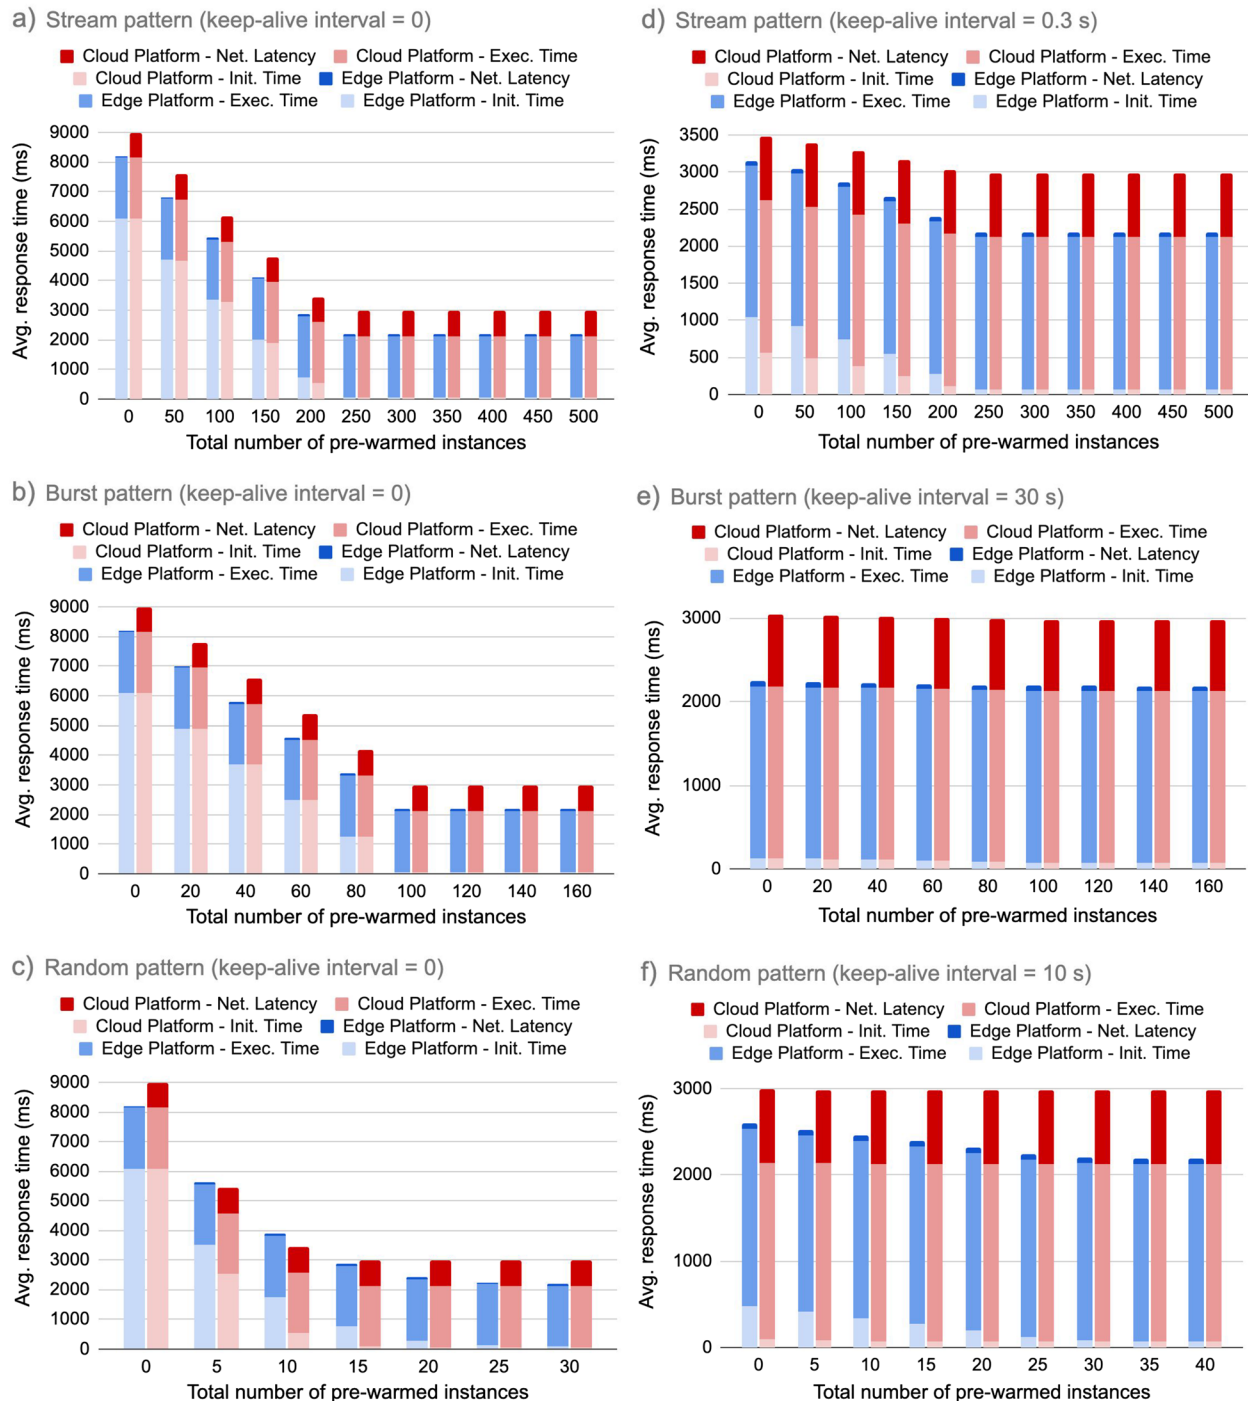 a) Stream pattern (keep-alive interval = 0)
Cloud Platform - Net. Latency Cloud Platform - Exec. Time
Cloud Platform - Init. Time Edge Platform - Net. Latency
Edge Platform - Exec. Time Edge Platform - Init. Time
Avg. response time (ms)
9000
8000
7000
6000
5000
4000
3000
2000
1000
0
0 50 100 150 200 250 300 350 400 450 500
Total number of pre-warmed instances
b) Burst pattern (keep-alive interval = 0)
Cloud Platform - Net. Latency Cloud Platform - Exec. Time
Cloud Platform - Init. Time Edge Platform - Net. Latency
Edge Platform - Exec. Time Edge Platform - Init. Time
Avg. response time (ms)
9000
8000
7000
6000
5000
4000
3000
2000
1000
0
0 20 40 60 80 100 120 140 160
Total number of pre-warmed instances
c) Random pattern (keep-alive interval = 0)
Cloud Platform - Net. Latency Cloud Platform - Exec. Time
Cloud Platform - Init. Time Edge Platform - Net. Latency
Edge Platform - Exec. Time Edge Platform - Init. Time
Avg. response time (ms)
9000
8000
7000
6000
5000
4000
3000
2000
1000
0
0 5 10 15 20 25 30
Total number of pre-warmed instances
d) Stream pattern (keep-alive interval = 0.3 s)
Cloud Platform - Net. Latency Cloud Platform - Exec. Time
Cloud Platform - Init. Time Edge Platform - Net. Latency
Edge Platform - Exec. Time Edge Platform - Init. Time
Avg. response time (ms)
3500
3000
2500
2000
1500
1000
500
0
0 50 100 150 200 250 300 350 400 450 500
Total number of pre-warmed instances
e) Burst pattern (keep-alive interval = 30 s)
Cloud Platform - Net. Latency Cloud Platform - Exec. Time
Cloud Platform - Init. Time Edge Platform - Net. Latency
Edge Platform - Exec. Time Edge Platform - Init. Time
Avg. response time (ms)
3000
2000
1000
0
0 20 40 60 80 100 120 140 160
Total number of pre-warmed instances
f) Random pattern (keep-alive interval = 10 s)
Cloud Platform - Net. Latency Cloud Platform - Exec. Time
Cloud Platform - Init. Time Edge Platform - Net. Latency
Edge Platform - Exec. Time Edge Platform - Init. Time
Avg. response time (ms)
3000
2000
1000
0
0 5 10 15 20 25 30 35 40
Total number of pre-warmed instances